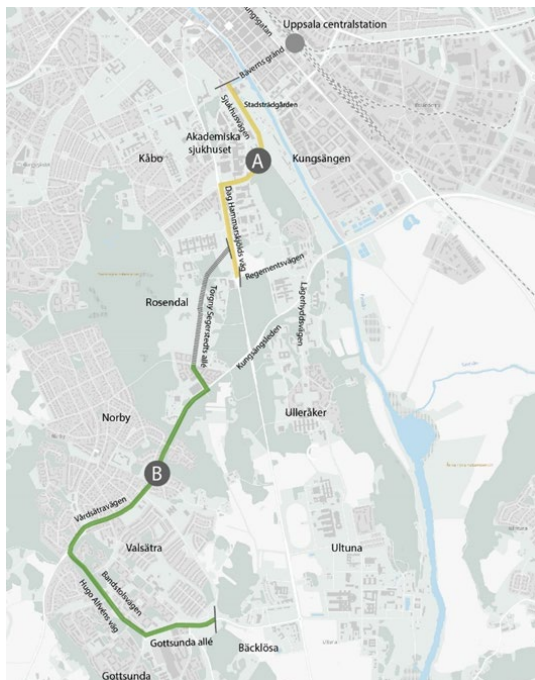 Kungsgatan
Uppsala centralstation
Bäverns gränd
Stadsträdgården
Sjukhusvägen
Akademiska
sjukhuset
Kåbo
A
Kungsängen
Dag Hammarskjölds väg
Regementsvägen
Rosendal
Torgny Segerstedts allé
Lägerhyddsvägen
Kungsängsleden
Ulleråker
Norby
B
Vårdsätravägen
Valsätra
Ultuna
Bandstolsvägen
Hugo Alfvéns väg
Gottsunda allé
Bäcklösa
Gottsunda